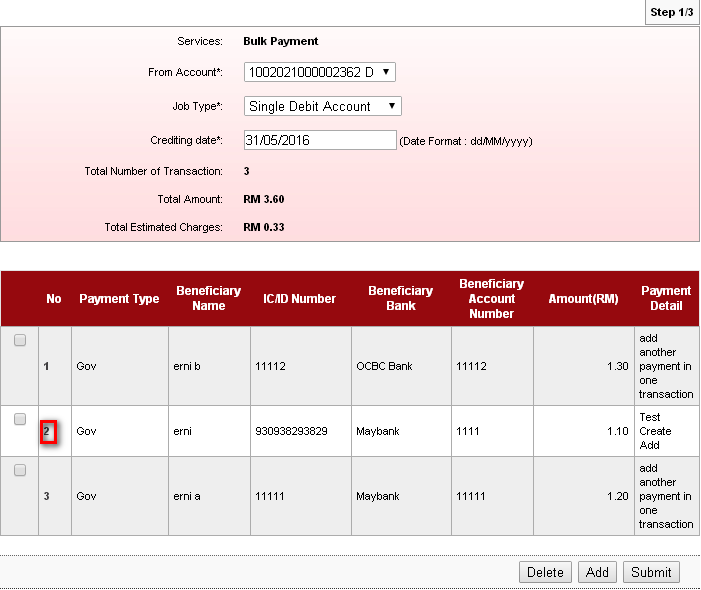 Step 1/3
Services: Bulk Payment
From Account*: 1002021000002362 D
Job Type*: Single Debit Account
Crediting date*: 31/05/2016 (Date Format : dd/MM/yyyy)
Total Number of Transaction: 3
Total Amount: RM 3.60
Total Estimated Charges: RM 0.33
No Payment Type Beneficiary Name IC/ID Number Beneficiary Bank Beneficiary Account Number Amount(RM) Payment Detail
1 Gov erni b 11112 OCBC Bank 11112 1.30 add another payment in one transaction
2 Gov erni 930938293829 Maybank 1111 1.10 Test Create Add
3 Gov erni a 11111 Maybank 11111 1.20 add another payment in one transaction
Delete Add Submit